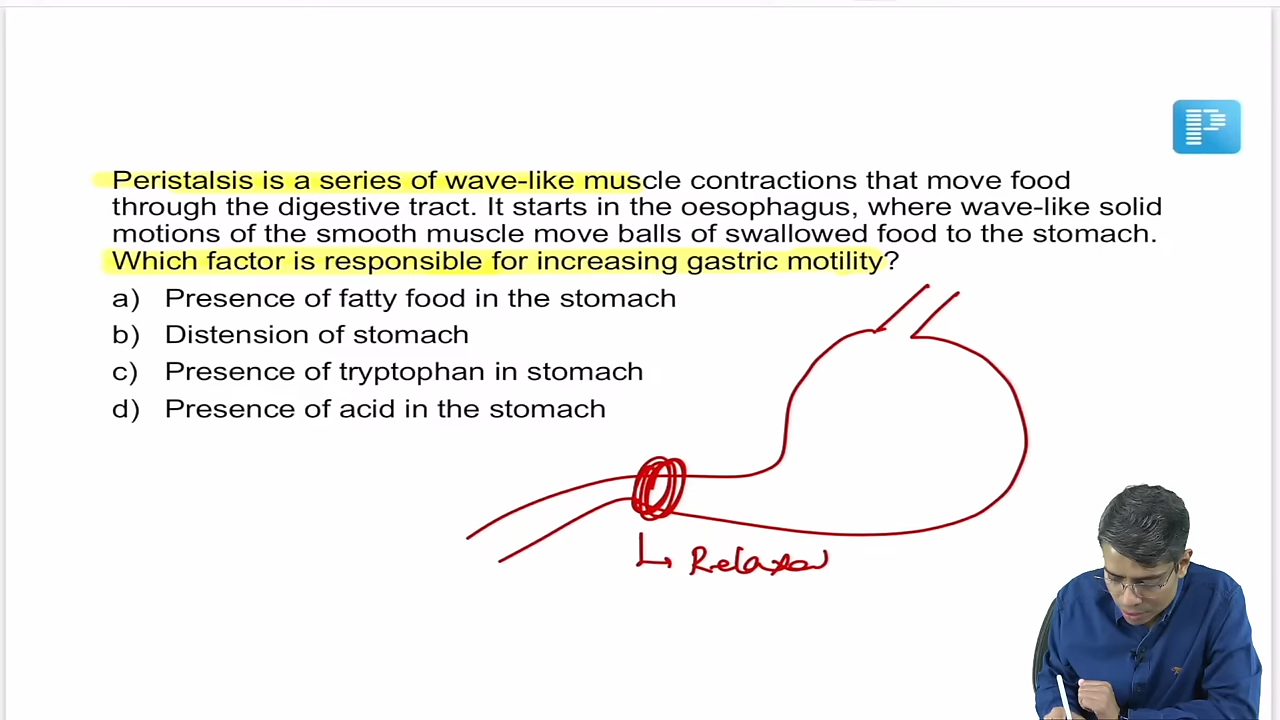 Peristalsis is a series of wave-like muscle contractions that move food
through the digestive tract. It starts in the oesophagus, where wave-like solid
motions of the smooth muscle move balls of swallowed food to the stomach.
Which factor is responsible for increasing gastric motility?
a) Presence of fatty food in the stomach
b) Distension of stomach
c) Presence of tryptophan in stomach
d) Presence of acid in the stomach
Relaxed